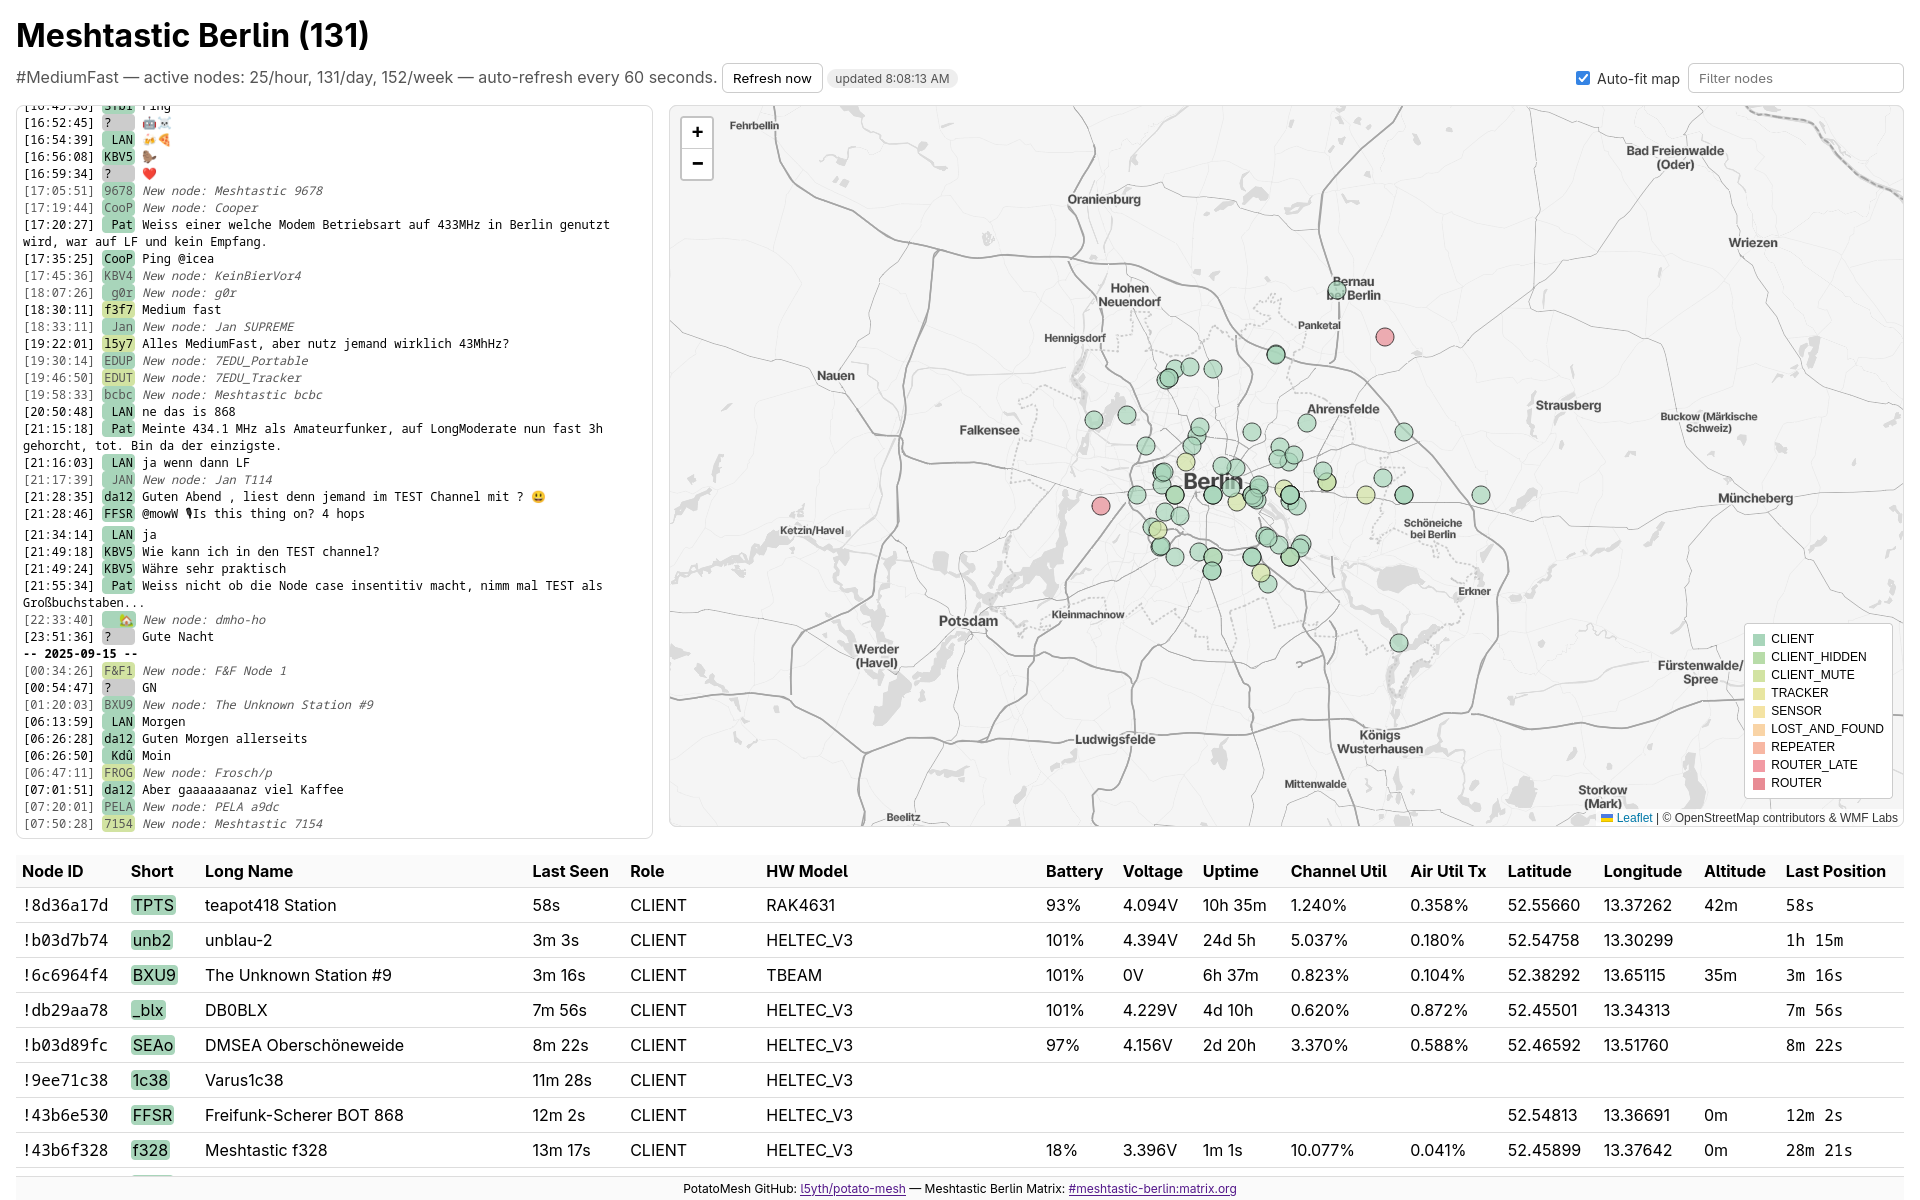 Meshtastic Berlin (131)
#MediumFast — active nodes: 25/hour, 131/day, 152/week — auto-refresh every 60 seconds. Refresh now updated 8:08:13 AM
Auto-fit map Filter nodes
[16:52:45] ? 🤖☠️
[16:54:39] LAN 🍻🍕
[16:56:08] KBV5 🦫
[16:59:34] ? ❤️
[17:05:51] 9678 New node: Meshtastic 9678
[17:19:44] CooP New node: Cooper
[17:20:27] Pat Weiss einer welche Modem Betriebsart auf 433MHz in Berlin genutzt
wird, war auf LF und kein Empfang.
[17:35:25] CooP Ping @icea
[17:45:36] KBV4 New node: KeinBierVor4
[18:07:26] g0r New node: g0r
[18:30:11] f3f7 Medium fast
[18:33:11] Jan New node: Jan SUPREME
[19:22:01] l5y7 Alles MediumFast, aber nutz jemand wirklich 43MhHz?
[19:30:14] EDUP New node: 7EDU_Portable
[19:46:50] EDUT New node: 7EDU_Tracker
[19:58:33] bcbc New node: Meshtastic bcbc
[20:50:48] LAN ne das is 868
[21:15:18] Pat Meinte 434.1 MHz als Amateurfunker, auf LongModerate nun fast 3h
gehorcht, tot. Bin da der einzigste.
[21:16:03] LAN ja wenn dann LF
[21:17:39] JAN New node: Jan T114
[21:28:35] da12 Guten Abend , liest denn jemand im TEST Channel mit ? 😃
[21:28:46] FFSR @mowW 🎙Is this thing on? 4 hops
[21:34:14] LAN ja
[21:49:18] KBV5 Wie kann ich in den TEST channel?
[21:49:24] KBV5 Währe sehr praktisch
[21:55:34] Pat Weiss nicht ob die Node case insentitiv macht, nimm mal TEST als
Großbuchstaben...
[22:33:40] 🏡 New node: dmho-ho
[23:51:36] ? Gute Nacht
-- 2025-09-15 --
[00:34:26] F&F1 New node: F&F Node 1
[00:54:47] ? GN
[01:20:03] BXU9 New node: The Unknown Station #9
[06:13:59] LAN Morgen
[06:26:28] da12 Guten Morgen allerseits
[06:26:50] Kdû Moin
[06:47:11] FROG New node: Frosch/p
[07:01:51] da12 Aber gaaaaaaanaz viel Kaffee
[07:20:01] PELA New node: PELA a9dc
[07:50:28] 7154 New node: Meshtastic 7154
+
−
Fehrbellin
Bad Freienwalde
(Oder)
Oranienburg
Wriezen
Bernau
bei Berlin
Hohen
Neuendorf
Panketal
Hennigsdorf
Nauen
Ahrensfelde
Strausberg
Buckow (Märkische
Schweiz)
Falkensee
Berlin
Müncheberg
Ketzin/Havel
Schöneiche
bei Berlin
Erkner
Kleinmachnow
Potsdam
Werder
(Havel)
Fürstenwalde/
Spree
Ludwigsfelde
Königs
Wusterhausen
Mittenwalde
Storkow
(Mark)
Beelitz
CLIENT
CLIENT_HIDDEN
CLIENT_MUTE
TRACKER
SENSOR
LOST_AND_FOUND
REPEATER
ROUTER_LATE
ROUTER
Leaflet | © OpenStreetMap contributors & WMF Labs
Node ID Short Long Name Last Seen Role HW Model Battery Voltage Uptime Channel Util Air Util Tx Latitude Longitude Altitude Last Position
!8d36a17d TPTS teapot418 Station 58s CLIENT RAK4631 93% 4.094V 10h 35m 1.240% 0.358% 52.55660 13.37262 42m 58s
!b03d7b74 unb2 unblau-2 3m 3s CLIENT HELTEC_V3 101% 4.394V 24d 5h 5.037% 0.180% 52.54758 13.30299 1h 15m
!6c6964f4 BXU9 The Unknown Station #9 3m 16s CLIENT TBEAM 101% 0V 6h 37m 0.823% 0.104% 52.38292 13.65115 35m 3m 16s
!db29aa78 _blx DB0BLX 7m 56s CLIENT HELTEC_V3 101% 4.229V 4d 10h 0.620% 0.872% 52.45501 13.34313 7m 56s
!b03d89fc SEAo DMSEA Oberschöneweide 8m 22s CLIENT HELTEC_V3 97% 4.156V 2d 20h 3.370% 0.588% 52.46592 13.51760 8m 22s
!9ee71c38 1c38 Varus1c38 11m 28s CLIENT HELTEC_V3
!43b6e530 FFSR Freifunk-Scherer BOT 868 12m 2s CLIENT HELTEC_V3 52.54813 13.36691 0m 12m 2s
!43b6f328 f328 Meshtastic f328 13m 17s CLIENT HELTEC_V3 18% 3.396V 1m 1s 10.077% 0.041% 52.45899 13.37642 0m 28m 21s
PotatoMesh GitHub: l5yth/potato-mesh — Meshtastic Berlin Matrix: #meshtastic-berlin:matrix.org